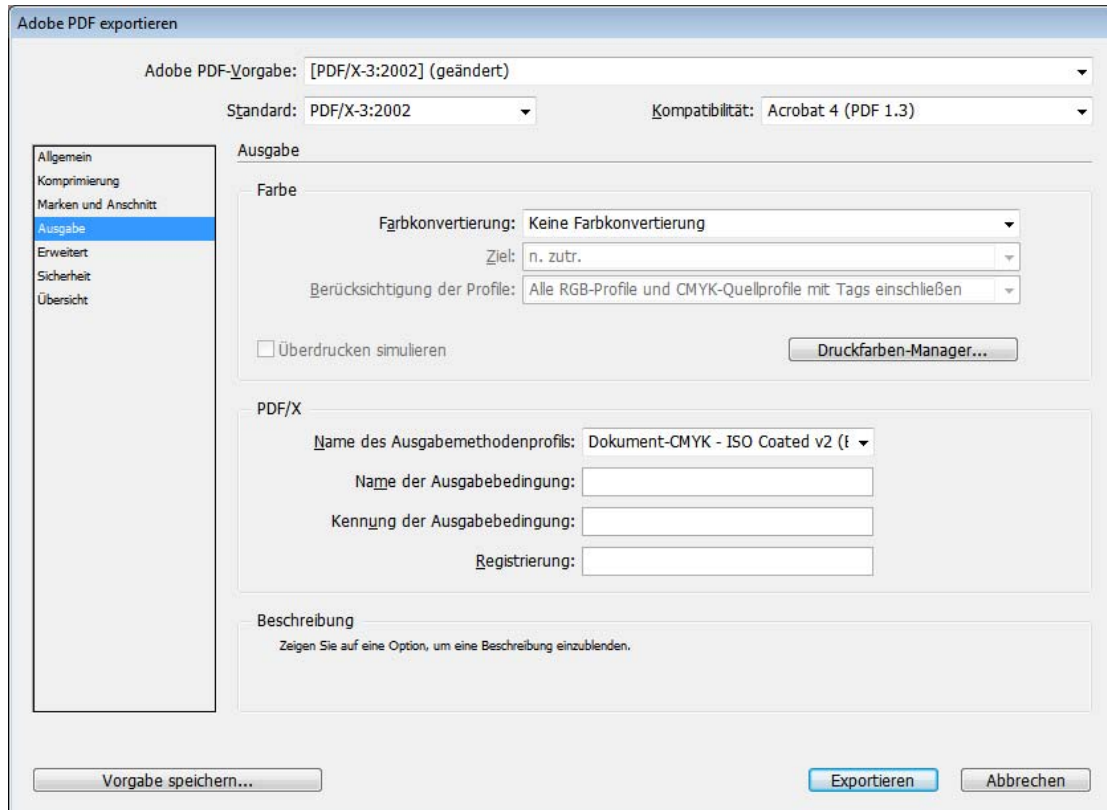 Adobe PDF exportieren
Adobe PDF-Vorgabe: [PDF/X-3:2002] (geändert)
Standard: PDF/X-3:2002 Kompatibilität: Acrobat 4 (PDF 1.3)
Allgemein
Komprimierung
Marken und Anschnitt
Ausgabe
Erweitert
Sicherheit
Übersicht
Ausgabe
Farbe
Farbkonvertierung: Keine Farbkonvertierung
Ziel: n. zutr.
Berücksichtigung der Profile: Alle RGB-Profile und CMYK-Quellprofile mit Tags einschließen
Überdrucken simulieren Druckfarben-Manager...
PDF/X
Name des Ausgabemethodenprofils: Dokument-CMYK - ISO Coated v2 (E
Name der Ausgabebedingung:
Kennung der Ausgabebedingung:
Registrierung:
Beschreibung
Zeigen Sie auf eine Option, um eine Beschreibung einzublenden.
Vorgabe speichern... Exportieren Abbrechen